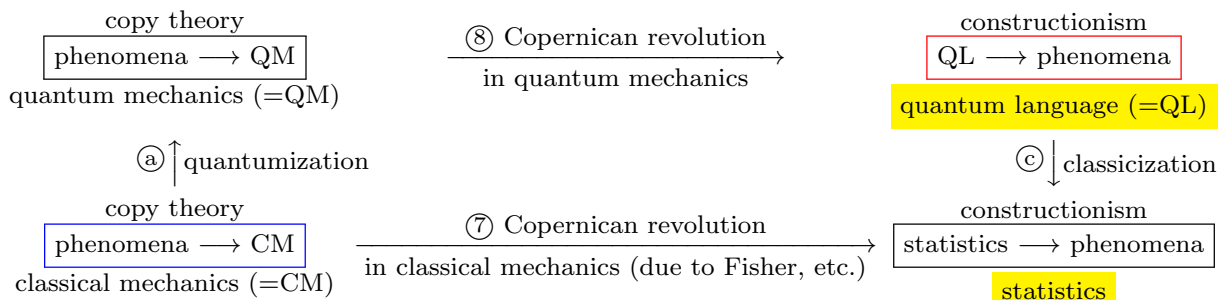 copy theory
phenomena ⟶ QM
quantum mechanics (=QM)
⑧ Copernican revolution
in quantum mechanics
constructionism
QL ⟶ phenomena
quantum language (=QL)
ⓐ ↑ quantumization
ⓒ ↓ classicization
copy theory
phenomena ⟶ CM
classical mechanics (=CM)
⑦ Copernican revolution
in classical mechanics (due to Fisher, etc.)
constructionism
statistics ⟶ phenomena
statistics